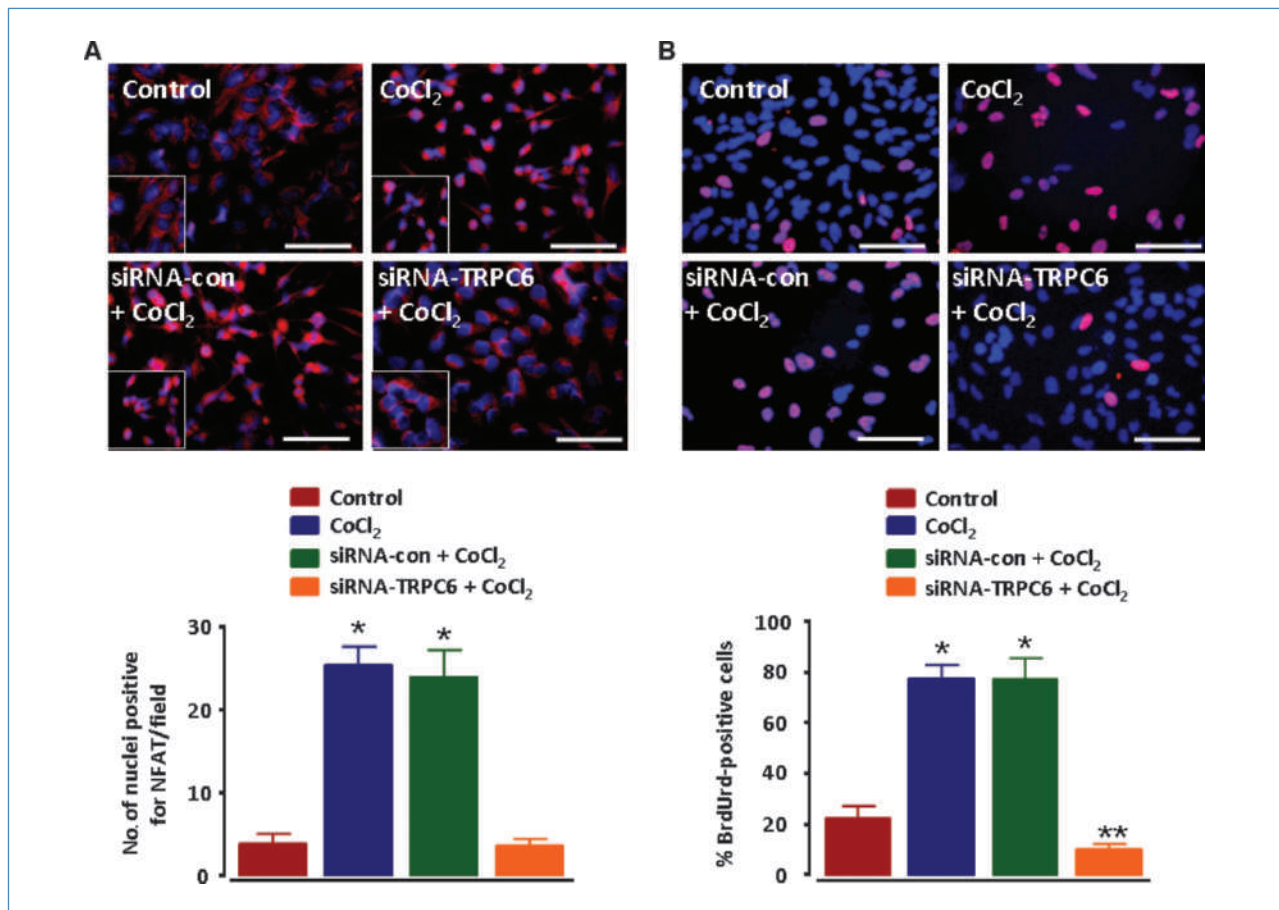 A
Control
CoCl₂
siRNA-con
+ CoCl₂
siRNA-TRPC6
+ CoCl₂
Control
CoCl₂
siRNA-con + CoCl₂
siRNA-TRPC6 + CoCl₂
30
20
10
0
No. of nuclei positive
for NFAT/field
*
*
B
Control
CoCl₂
siRNA-con
+ CoCl₂
siRNA-TRPC6
+ CoCl₂
Control
CoCl₂
siRNA-con + CoCl₂
siRNA-TRPC6 + CoCl₂
100
80
60
40
20
0
% BrdUrd-positive cells
*
*
**